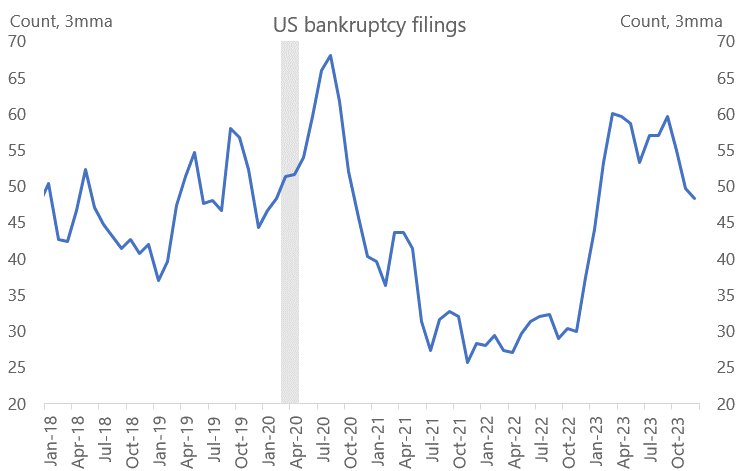 Count, 3mma
US bankruptcy filings
Count, 3mma
70
65
60
55
50
45
40
35
30
25
20
70
65
60
55
50
45
40
35
30
25
20
Jan-18
Apr-18
Jul-18
Oct-18
Jan-19
Apr-19
Jul-19
Oct-19
Jan-20
Apr-20
Jul-20
Oct-20
Jan-21
Apr-21
Jul-21
Oct-21
Jan-22
Apr-22
Jul-22
Oct-22
Jan-23
Apr-23
Jul-23
Oct-23